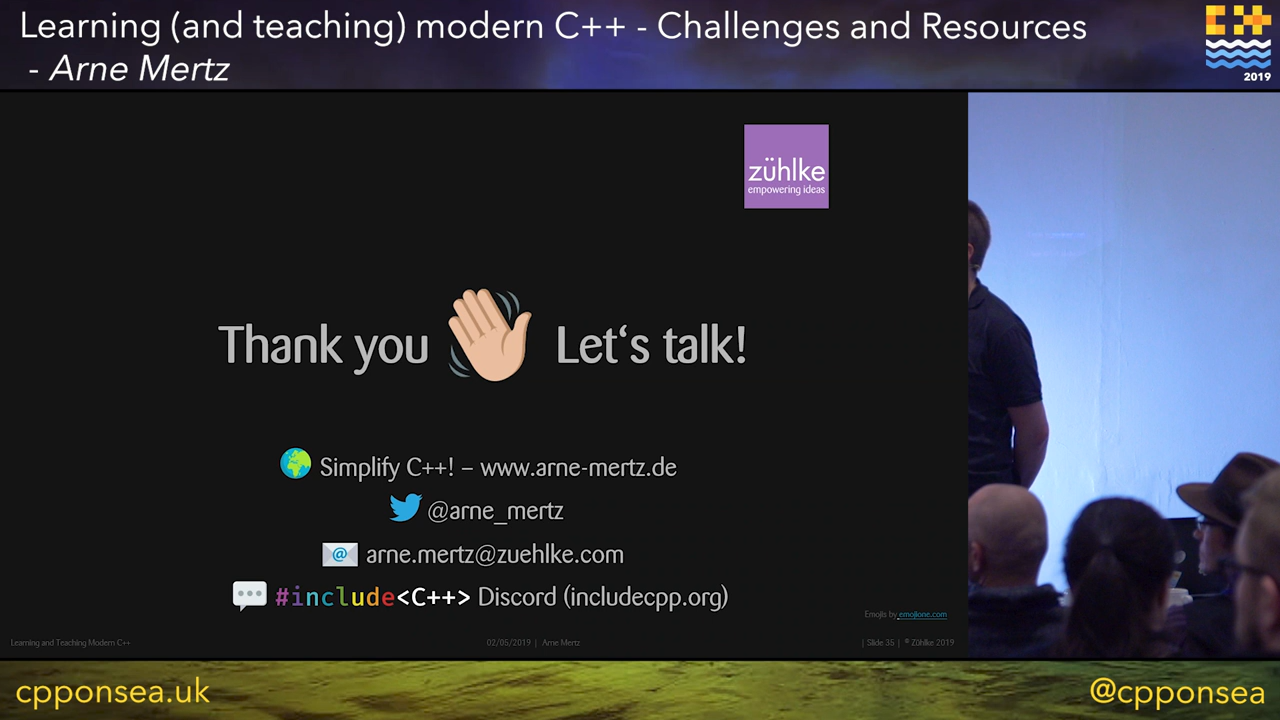 Learning (and teaching) modern C++ - Challenges and Resources
- Arne Mertz
2019
zühlke
empowering ideas
Thank you Let‘s talk!
Simplify C++! – www.arne-mertz.de
@arne_mertz
@ arne.mertz@zuehlke.com
#include<C++> Discord (includecpp.org)
Emojis by emojione.com
Learning and Teaching Modern C++
02/05/2019 | Arne Mertz
| Slide 35 | © Zühlke 2019
cpponsea.uk
@cpponsea